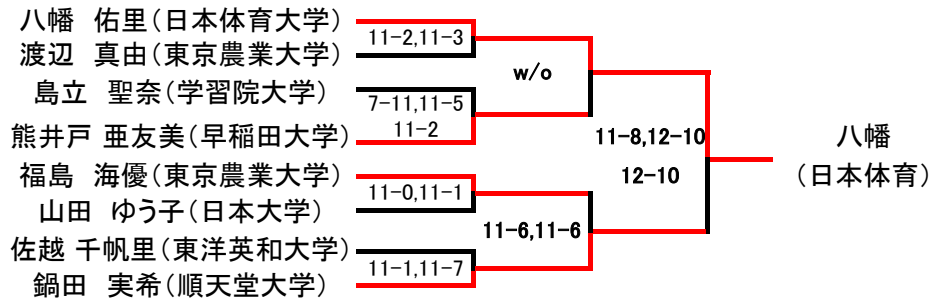 八幡 佑里(日本体育大学)
11-2,11-3
渡辺 真由(東京農業大学)
w/o
島立 聖奈(学習院大学)
7-11,11-5
11-2
熊井戸 亜友美(早稲田大学)
11-8,12-10
12-10
八幡
(日本体育)
福島 海優(東京農業大学)
11-0,11-1
山田 ゆう子(日本大学)
11-6,11-6
佐越 千帆里(東洋英和大学)
11-1,11-7
鍋田 実希(順天堂大学)